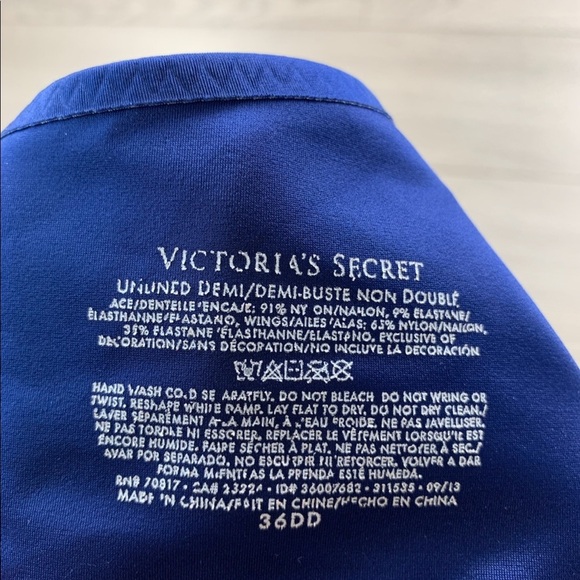 VICTORIA'S SECRET
UNLINED DEMI/DEMI-BUSTE NON DOUBLÉ
LACE/DENTELLE/ENCAJE: 91% NYLON/NAILON, 9% ELASTANE/
ÉLASTHANNE/ELASTANO, WINGS/AILES/ALAS: 65% NYLON/NAILON,
35% ELASTANE/ÉLASTHANNE/ELASTANO, EXCLUSIVE OF
DECORATION/SANS DÉCORATION/NO INCLUYE LA DECORACIÓN
HAND WASH COLD SEPARATELY. DO NOT BLEACH. DO NOT WRING OR
TWIST, RESHAPE WHILE DAMP. LAY FLAT TO DRY. DO NOT DRY CLEAN./
LAVER SÉPARÉMENT À LA MAIN, À L'EAU FROIDE. NE PAS JAVELLISER.
NE PAS TORDRE NI ESSORER. REPLACER LE VÊTEMENT LORSQU'IL EST
ENCORE HUMIDE. FAIRE SÉCHER À PLAT. NE PAS NETTOYER À SEC./
LAVAR POR SEPARADO. NO ESCURRIR NI RETORCER. VOLVER A DAR
FORMA MIENTRAS LA PRENDA ESTÉ HUMEDA.
RN# 70817 • CA# • ID# 36007682 • 311535 • 09/13
MADE IN CHINA/FAIT EN CHINE/HECHO EN CHINA
36DD